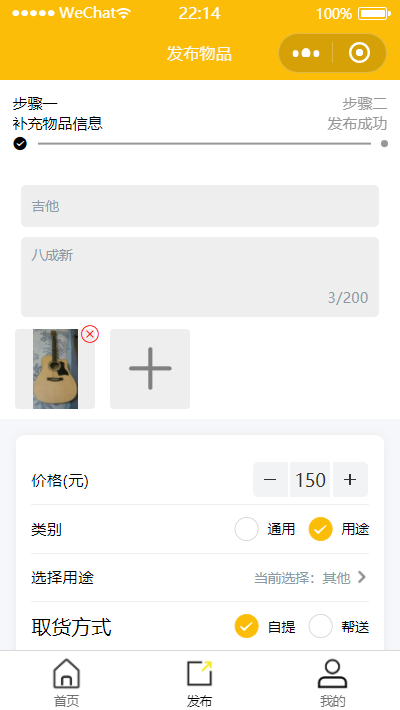 WeChat 22:14 100%
发布物品
步骤一 步骤二
补充物品信息 发布成功
吉他
八成新
3/200
价格(元) 150
类别 通用 用途
选择用途 当前选择：其他
取货方式 自提 帮送
首页 发布 我的